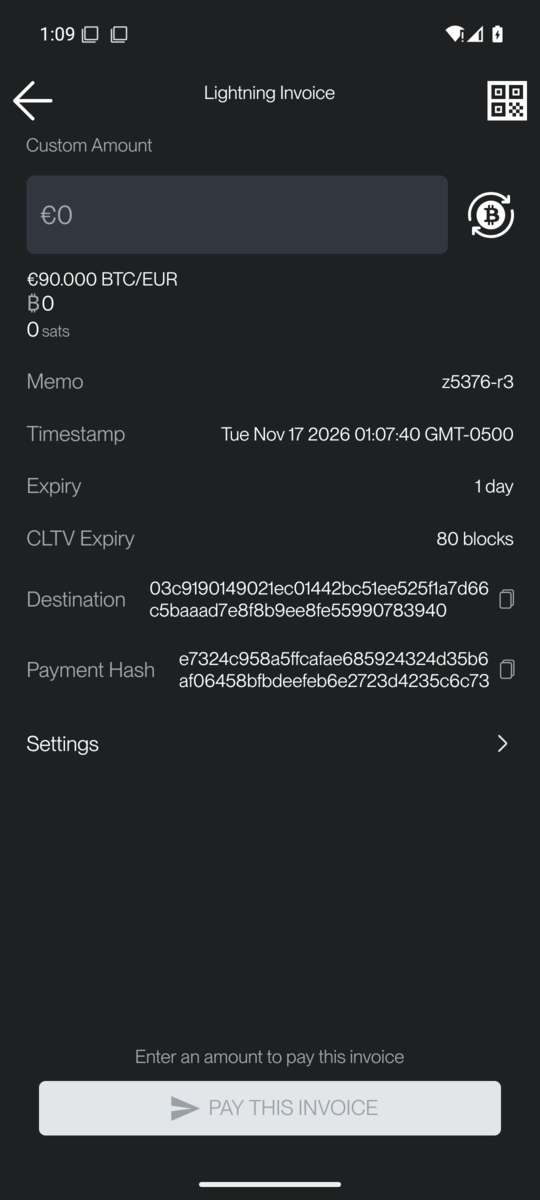 1:09
Lightning Invoice
Custom Amount
€0
€90.000 BTC/EUR
₿0
0 sats
Memo z5376-r3
Timestamp Tue Nov 17 2026 01:07:40 GMT-0500
Expiry 1 day
CLTV Expiry 80 blocks
Destination 03c9190149021ec01442bc51ee525f1a7d66
c5baaad7e8f8b9ee8fe55990783940
Payment Hash e7324c958a5ffcafae685924324d35b6
af06458bfbdeefeb6e2723d4235c6c73
Settings
Enter an amount to pay this invoice
PAY THIS INVOICE